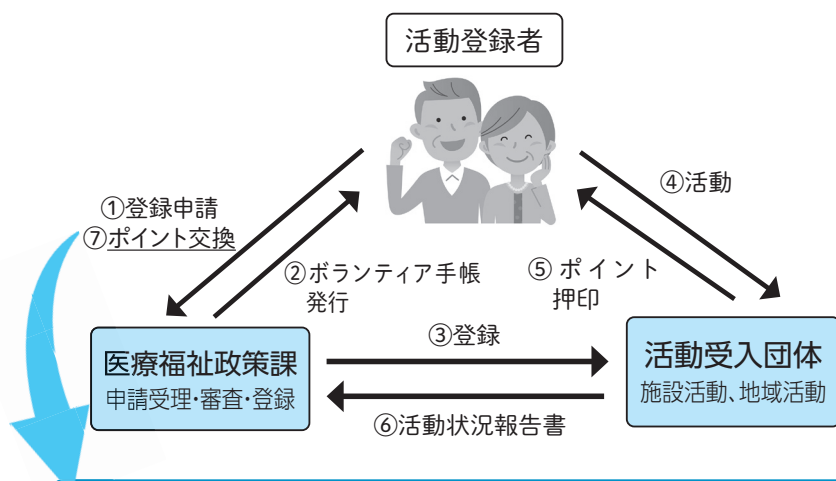 活動登録者
①登録申請
⑦ポイント交換
②ボランティア手帳
発行
④活動
⑤ポイント
押印
医療福祉政策課
申請受理・審査・登録
③登録
⑥活動状況報告書
活動受入団体
施設活動、地域活動